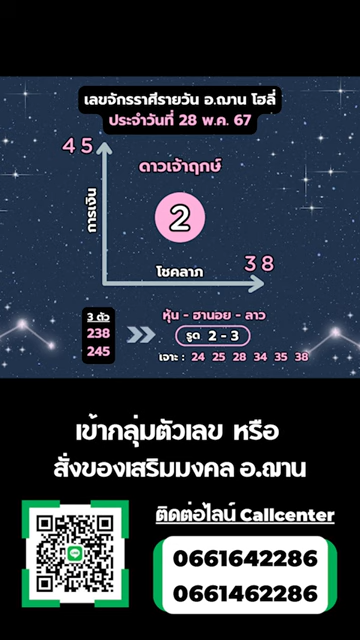 เลขจักรราศีรายวัน อ.ฌาน โฮลี่
ประจำวันที่ 28 พ.ค. 67
4 5
ดาวเจ้าฤกษ์
การเงิน
2
โชคลาภ
3 8
3 ตัว
238
245
หุ้น - ฮานอย - ลาว
รูด 2 - 3
เจาะ : 24 25 28 34 35 38
เข้ากลุ่มตัวเลข หรือ
สั่งของเสริมมงคล อ.ฌาน
ติดต่อไลน์ Callcenter
0661642286
0661462286